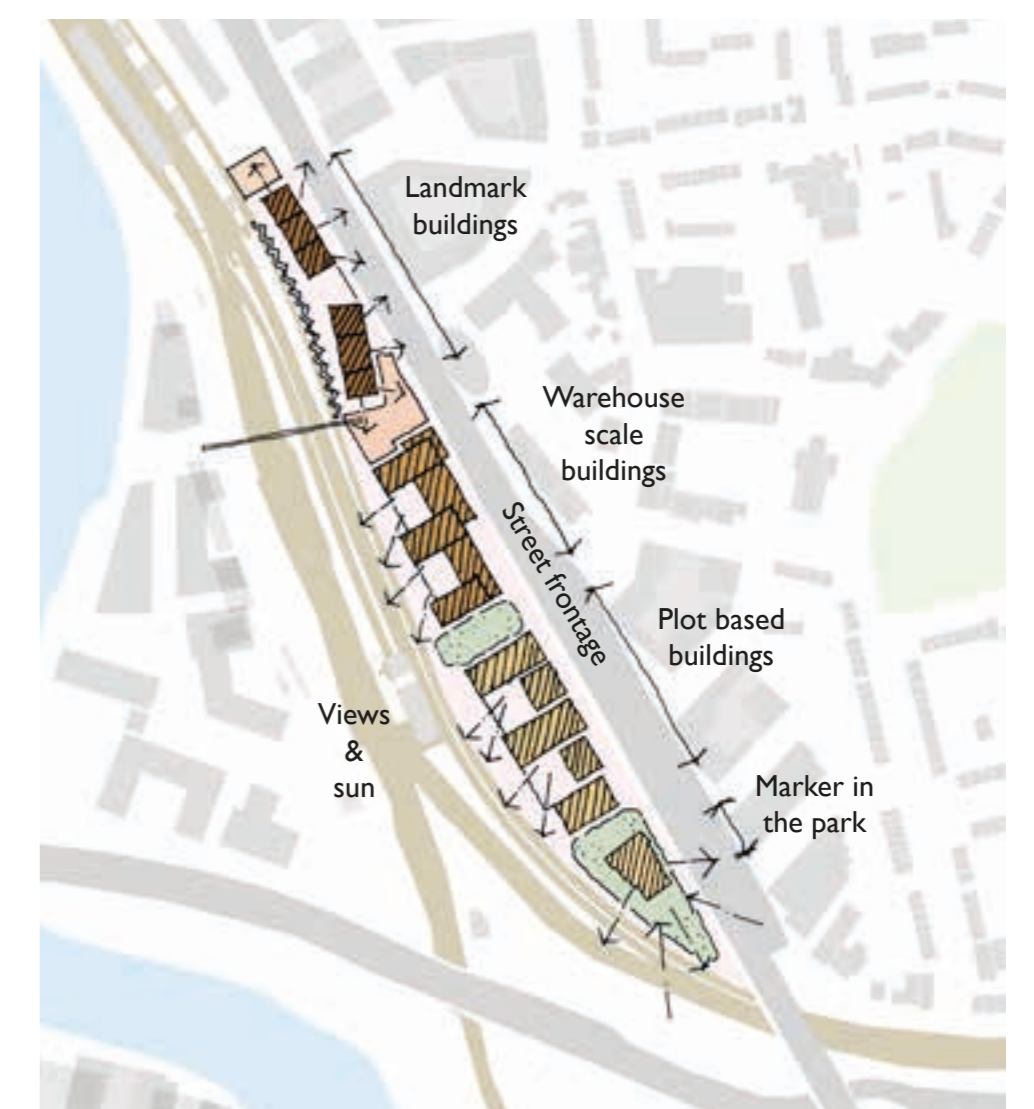 Landmark
buildings
Warehouse
scale
buildings
Street frontage
Plot based
buildings
Views
&
sun
Marker in
the park